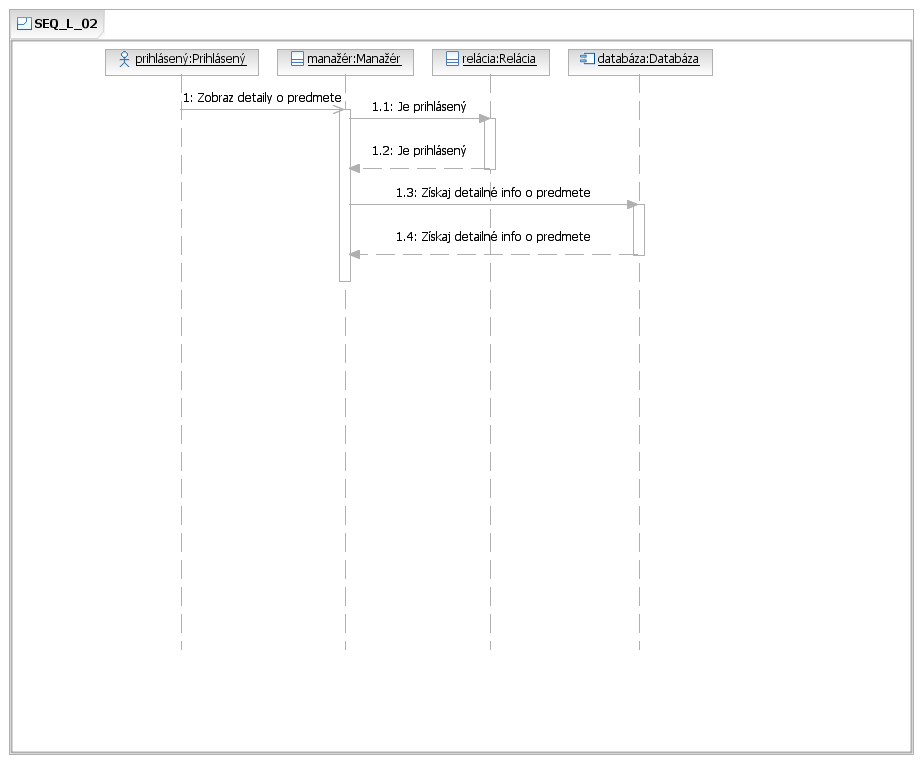 SEQ_L_02
prihlásený:Prihlásený
manažér:Manažér
relácia:Relácia
databáza:Databáza
1: Zobraz detaily o predmete
1.1: Je prihlásený
1.2: Je prihlásený
1.3: Získaj detailné info o predmete
1.4: Získaj detailné info o predmete